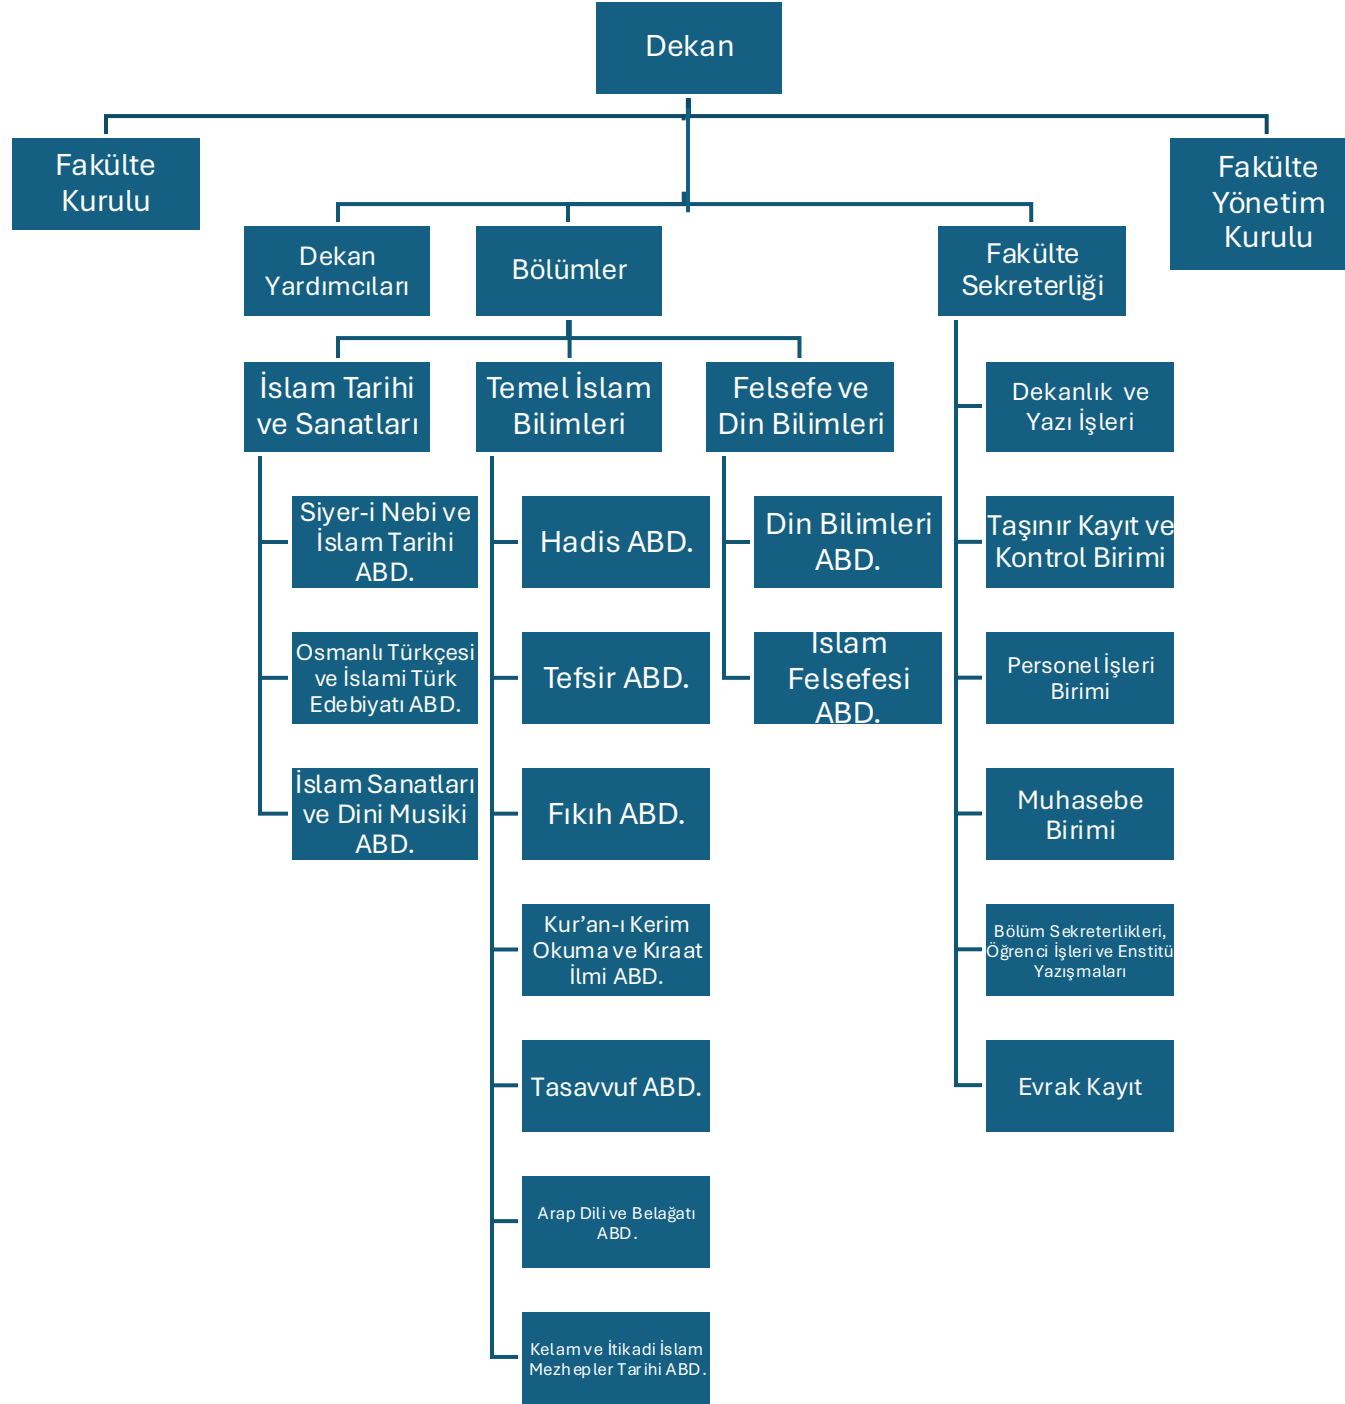 Dekan
Fakülte
Kurulu
Fakülte
Yönetim
Kurulu
Dekan
Yardımcıları
Bölümler
Fakülte
Sekreterliği
İslam Tarihi
ve Sanatları
Siyer-i Nebi ve
İslam Tarihi
ABD.
Osmanlı Türkçesi
ve İslami Türk
Edebiyatı ABD.
İslam Sanatları
ve Dini Musiki
ABD.
Temel İslam
Bilimleri
Hadis ABD.
Tefsir ABD.
Fıkıh ABD.
Kur’an-ı Kerim
Okuma ve Kıraat
İlmi ABD.
Tasavvuf ABD.
Arap Dili ve Belağatı
ABD.
Kelam ve İtikadi İslam
Mezhepler Tarihi ABD.
Felsefe ve
Din Bilimleri
Din Bilimleri
ABD.
İslam
Felsefesi
ABD.
Dekanlık ve
Yazı İşleri
Taşınır Kayıt ve
Kontrol Birimi
Personel İşleri
Birimi
Muhasebe
Birimi
Bölüm Sekreterlikleri,
Öğrenci İşleri ve Enstitü
Yazışmaları
Evrak Kayıt